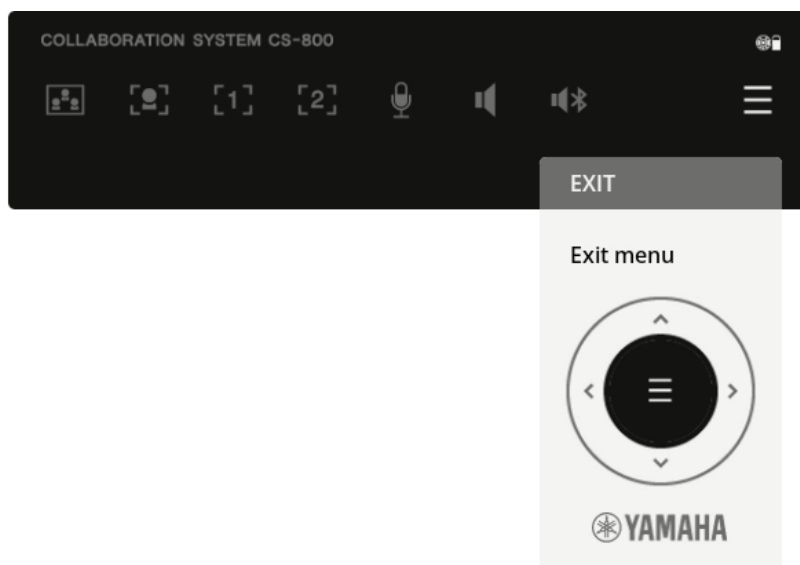 COLLABORATION SYSTEM CS-800
1
2
EXIT
Exit menu
YAMAHA